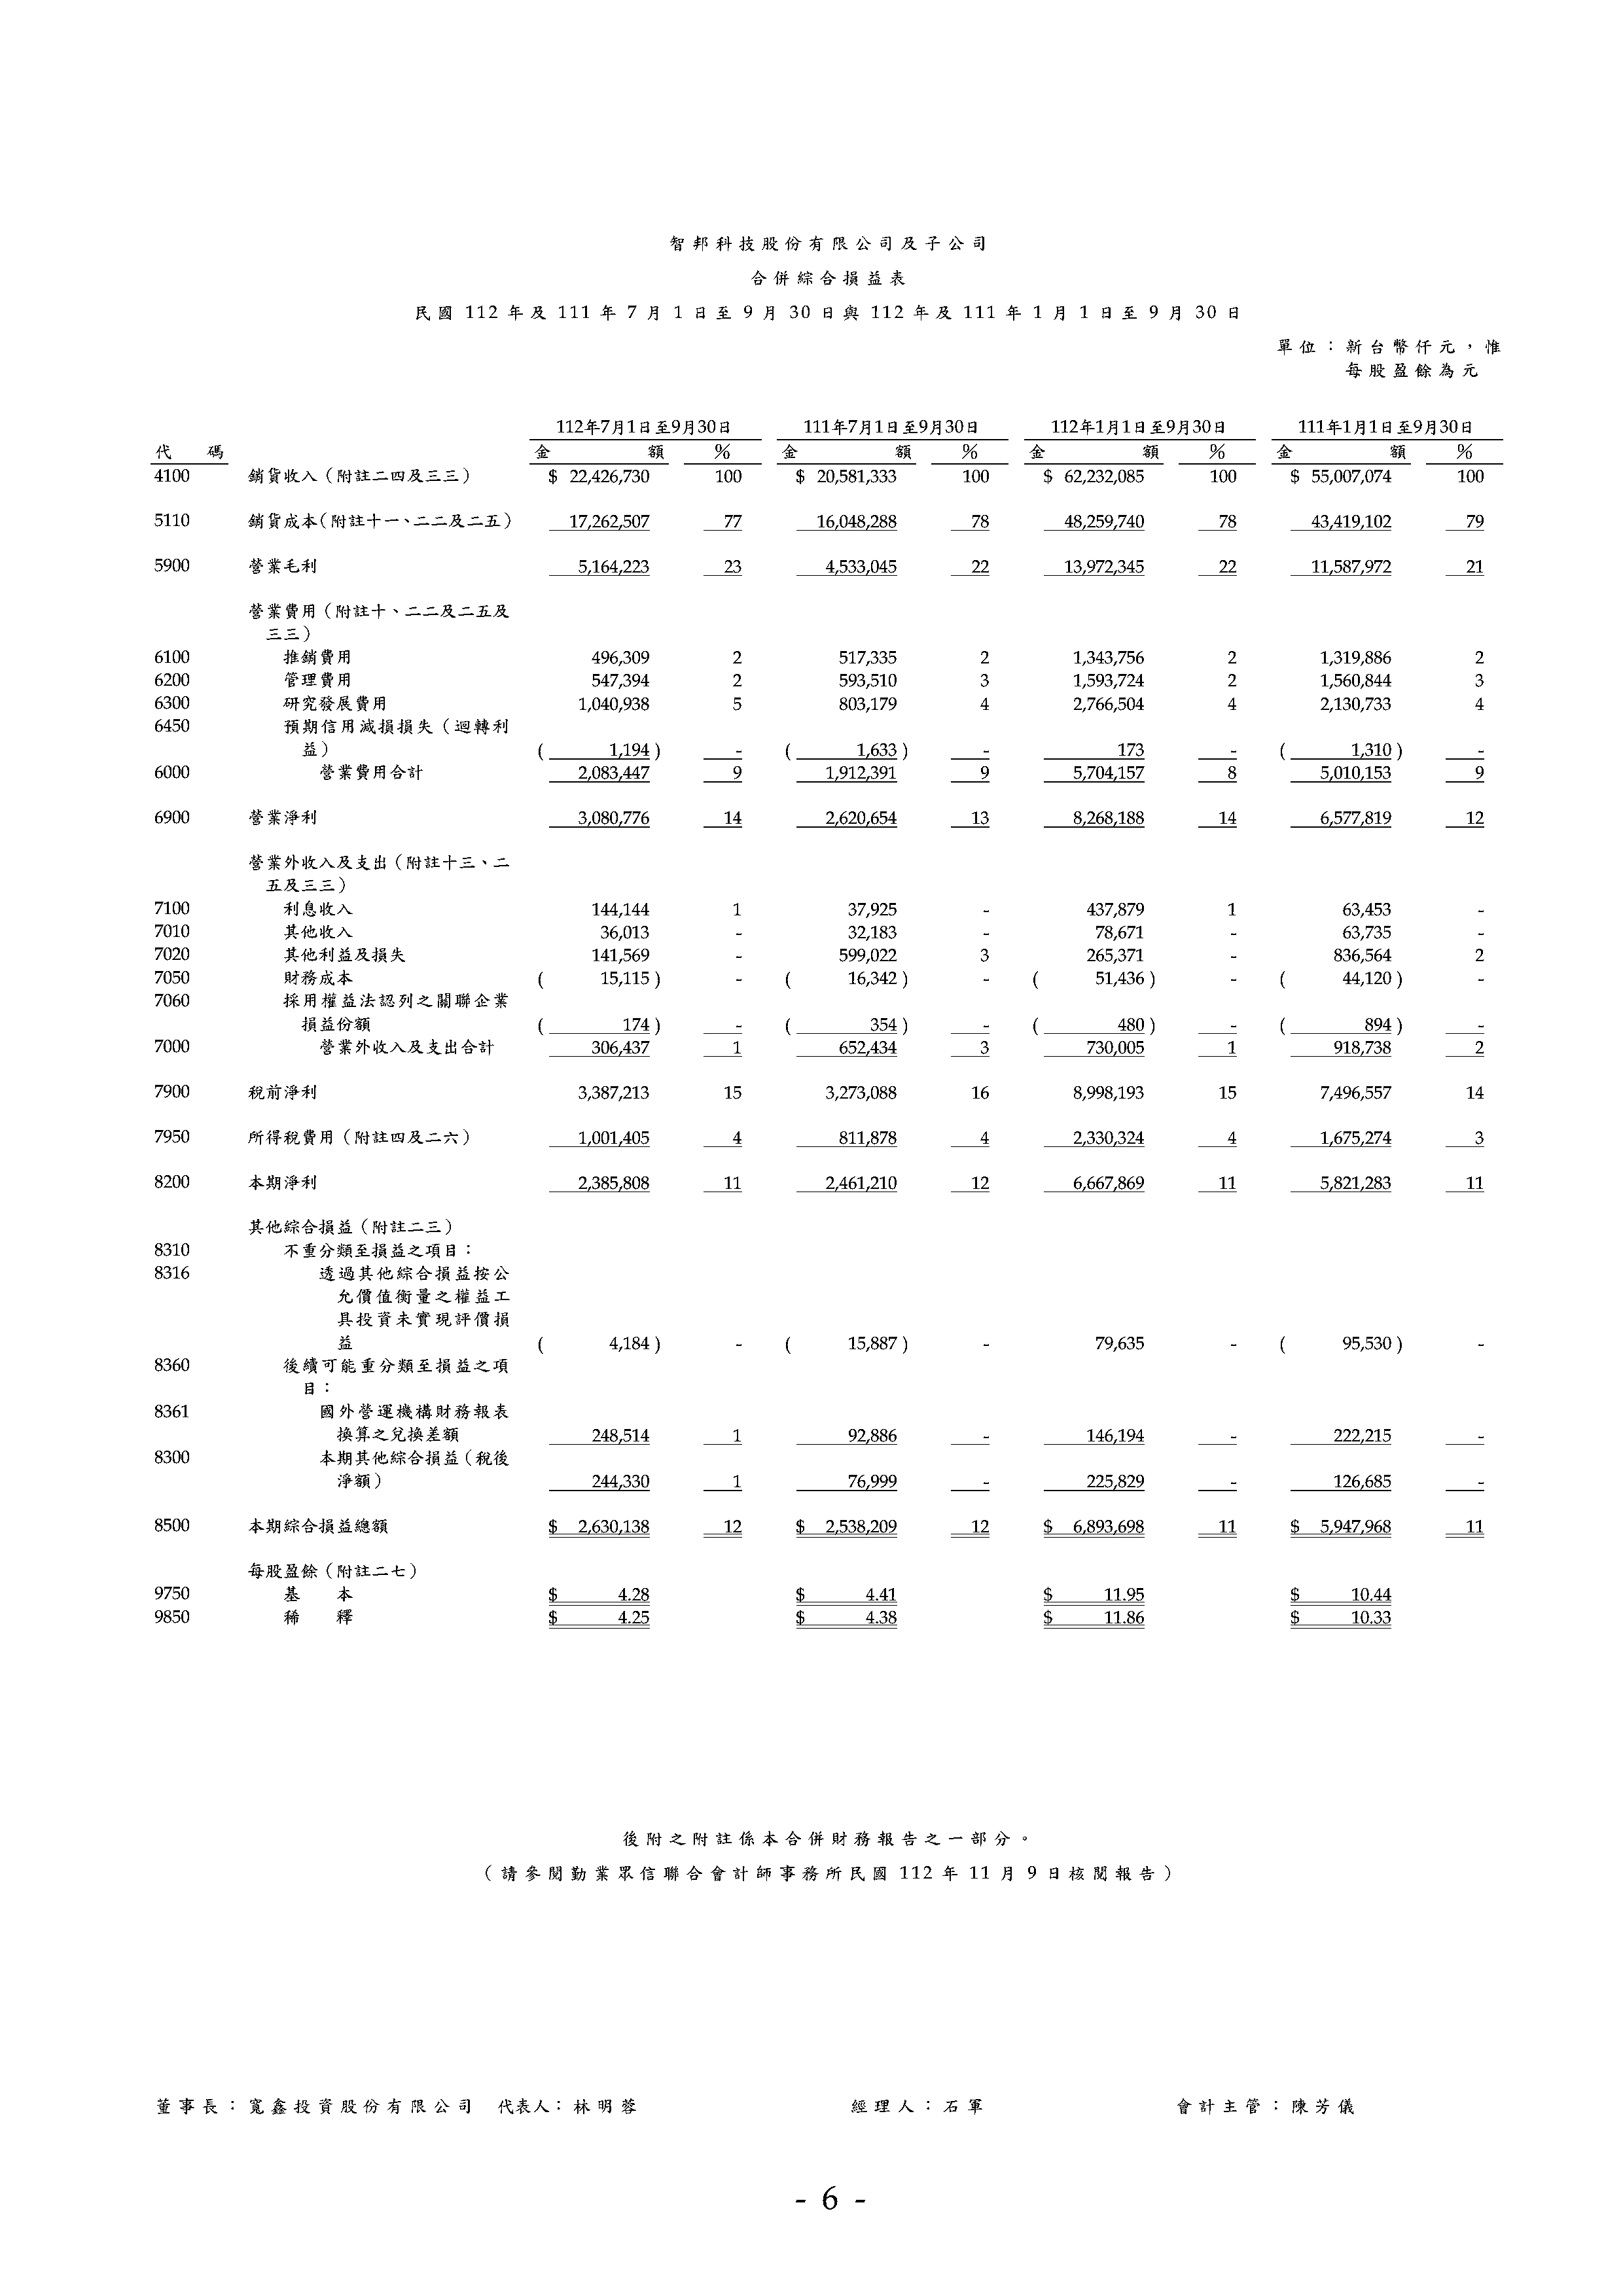 智邦科技股份有限公司及子公司
合併綜合損益表
民國 112 年及 111 年 7 月 1 日至 9 月 30 日與 112 年及 111 年 1 月 1 日至 9 月 30 日
單位：新台幣仟元，惟
每股盈餘為元
112年7月1日至9月30日 111年7月1日至9月30日 112年1月1日至9月30日 111年1月1日至9月30日
代 碼 金 額 % 金 額 % 金 額 % 金 額 %
4100 銷貨收入（附註二四及三三） $ 22,426,730 100 $ 20,581,333 100 $ 62,232,085 100 $ 55,007,074 100
5110 銷貨成本（附註十一、二二及二五） 17,262,507 77 16,048,288 78 48,259,740 78 43,419,102 79
5900 營業毛利 5,164,223 23 4,533,045 22 13,972,345 22 11,587,972 21
營業費用（附註十、二二及二五及
三三）
6100 推銷費用 496,309 2 517,335 2 1,343,756 2 1,319,886 2
6200 管理費用 547,394 2 593,510 3 1,593,724 2 1,560,844 3
6300 研究發展費用 1,040,938 5 803,179 4 2,766,504 4 2,130,733 4
6450 預期信用減損損失（迴轉利
益） ( 1,194 ) - ( 1,633 ) - 173 - ( 1,310 ) -
6000 營業費用合計 2,083,447 9 1,912,391 9 5,704,157 8 5,010,153 9
6900 營業淨利 3,080,776 14 2,620,654 13 8,268,188 14 6,577,819 12
營業外收入及支出（附註十三、二
五及三三）
7100 利息收入 144,144 1 37,925 - 437,879 1 63,453 -
7010 其他收入 36,013 - 32,183 - 78,671 - 63,735 -
7020 其他利益及損失 141,569 - 599,022 3 265,371 - 836,564 2
7050 財務成本 ( 15,115 ) - ( 16,342 ) - ( 51,436 ) - ( 44,120 ) -
7060 採用權益法認列之關聯企業
損益份額 ( 174 ) - ( 354 ) - ( 480 ) - ( 894 ) -
7000 營業外收入及支出合計 306,437 1 652,434 3 730,005 1 918,738 2
7900 稅前淨利 3,387,213 15 3,273,088 16 8,998,193 15 7,496,557 14
7950 所得稅費用（附註四及二六） 1,001,405 4 811,878 4 2,330,324 4 1,675,274 3
8200 本期淨利 2,385,808 11 2,461,210 12 6,667,869 11 5,821,283 11
其他綜合損益（附註二三）
8310 不重分類至損益之項目：
8316 透過其他綜合損益按公
允價值衡量之權益工
具投資未實現評價損
益 ( 4,184 ) - ( 15,887 ) - 79,635 - ( 95,530 ) -
8360 後續可能重分類至損益之項
目：
8361 國外營運機構財務報表
換算之兌換差額 248,514 1 92,886 - 146,194 - 222,215 -
8300 本期其他綜合損益（稅後
淨額） 244,330 1 76,999 - 225,829 - 126,685 -
8500 本期綜合損益總額 $ 2,630,138 12 $ 2,538,209 12 $ 6,893,698 11 $ 5,947,968 11
每股盈餘（附註二七）
9750 基 本 $ 4.28 $ 4.41 $ 11.95 $ 10.44
9850 稀 釋 $ 4.25 $ 4.38 $ 11.86 $ 10.33
後附之附註係本合併財務報告之一部分。
（請參閱勤業眾信聯合會計師事務所民國 112 年 11 月 9 日核閱報告）
董事長：寬鑫投資股份有限公司 代表人：林明蓉 經理人：石軍 會計主管：陳芳儀
- 6 -